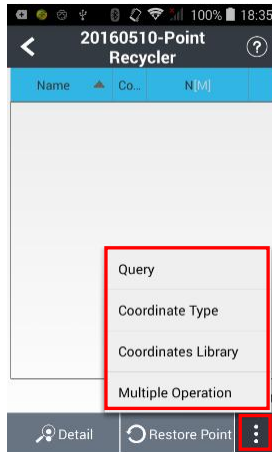 100% 18:35
20160510-Point
Recycler
?
Name Co... N[M]
Query
Coordinate Type
Coordinates Library
Multiple Operation
Detail Restore Point